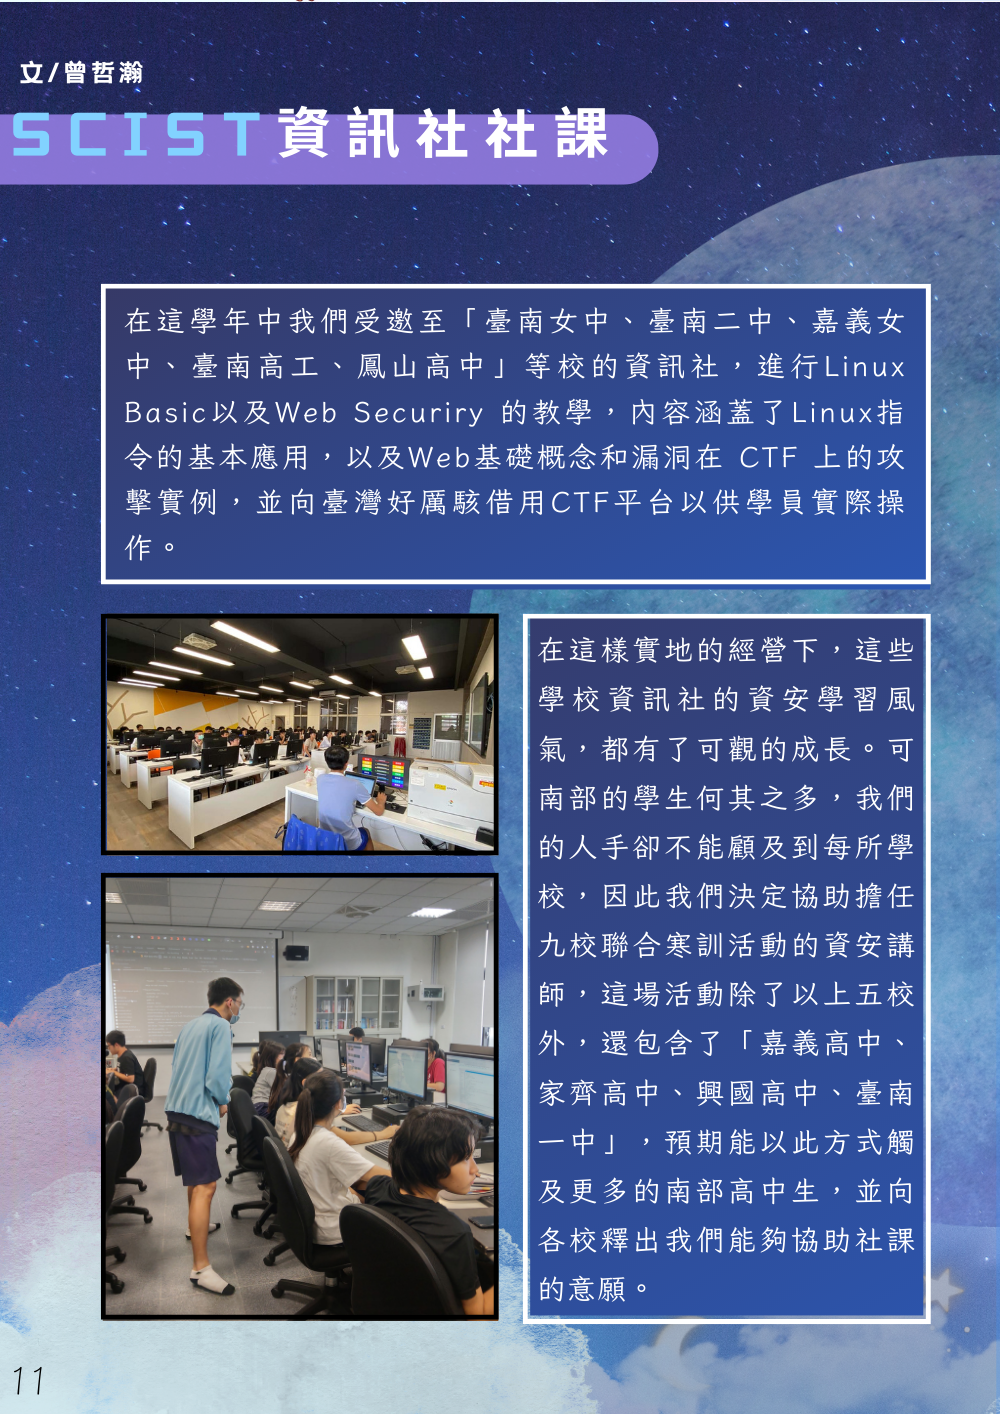 文/曾哲瀚
SCIST資訊社社課
在這學年中我們受邀至「臺南女中、臺南二中、嘉義女
中、臺南高工、鳳山高中」等校的資訊社，進行Linux
Basic以及Web Securiry 的教學，內容涵蓋了Linux指
令的基本應用，以及Web基礎概念和漏洞在 CTF 上的攻
擊實例，並向臺灣好厲駭借用CTF平台以供學員實際操
作。
在這樣實地的經營下，這些
學校資訊社的資安學習風
氣，都有了可觀的成長。可
南部的學生何其之多，我們
的人手卻不能顧及到每所學
校，因此我們決定協助擔任
九校聯合寒訓活動的資安講
師，這場活動除了以上五校
外，還包含了「嘉義高中、
家齊高中、興國高中、臺南
一中」，預期能以此方式觸
及更多的南部高中生，並向
各校釋出我們能夠協助社課
的意願。
11